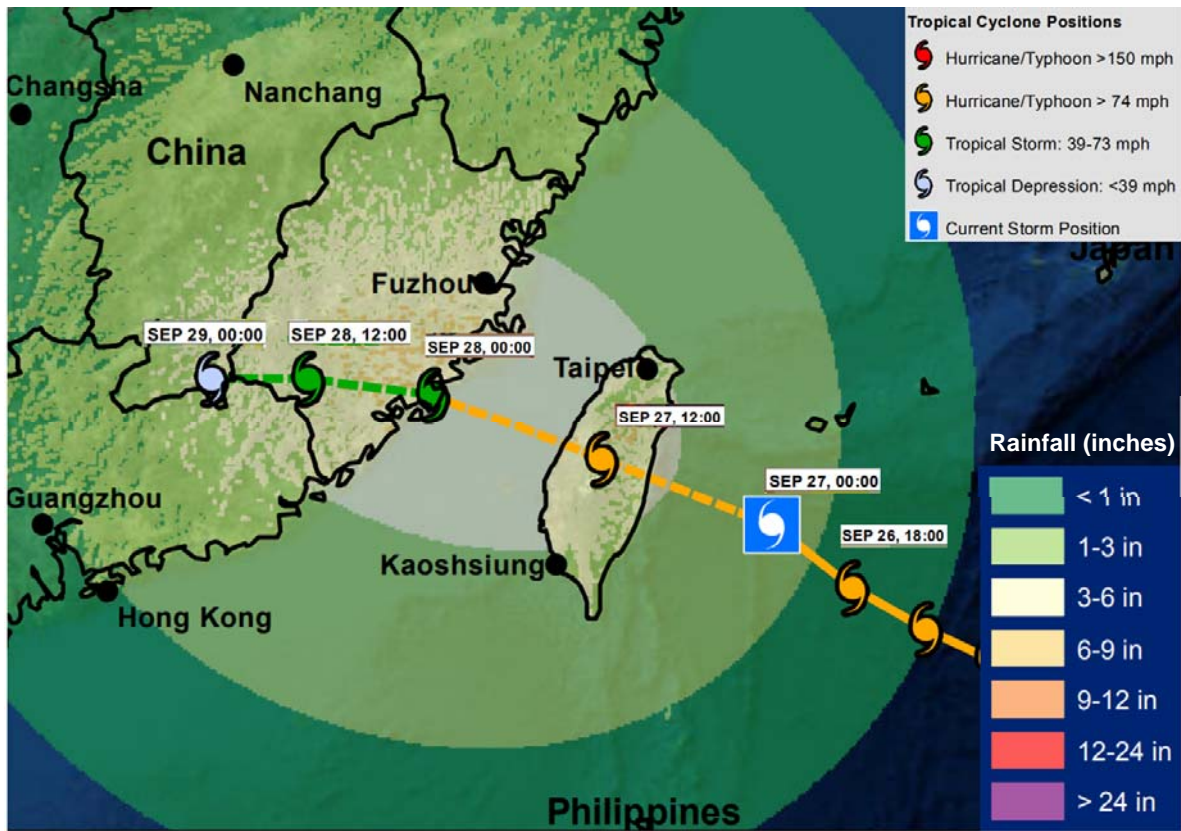 Tropical Cyclone Positions
Hurricane/Typhoon >150 mph
Hurricane/Typhoon > 74 mph
Tropical Storm: 39-73 mph
Tropical Depression: <39 mph
Current Storm Position
Changsha
Nanchang
China
Japan
Fuzhou
SEP 29, 00:00
SEP 28, 12:00
SEP 28, 00:00
Taipei
SEP 27, 12:00
SEP 27, 00:00
SEP 26, 18:00
Guangzhou
Kaoshsiung
Hong Kong
Philippines
Rainfall (inches)
< 1 in
1-3 in
3-6 in
6-9 in
9-12 in
12-24 in
> 24 in